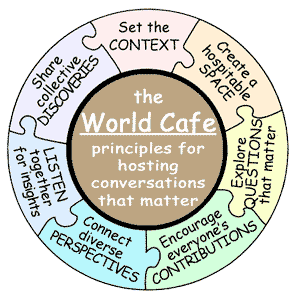 the
World Cafe
principles for
hosting
conversations
that matter
Set the
CONTEXT
Create a
hospitable
SPACE
Explore
QUESTIONS
that matter
Encourage
everyone's
CONTRIBUTIONS
Connect
diverse
PERSPECTIVES
LISTEN
together
for insights
Share
collective
DISCOVERIES